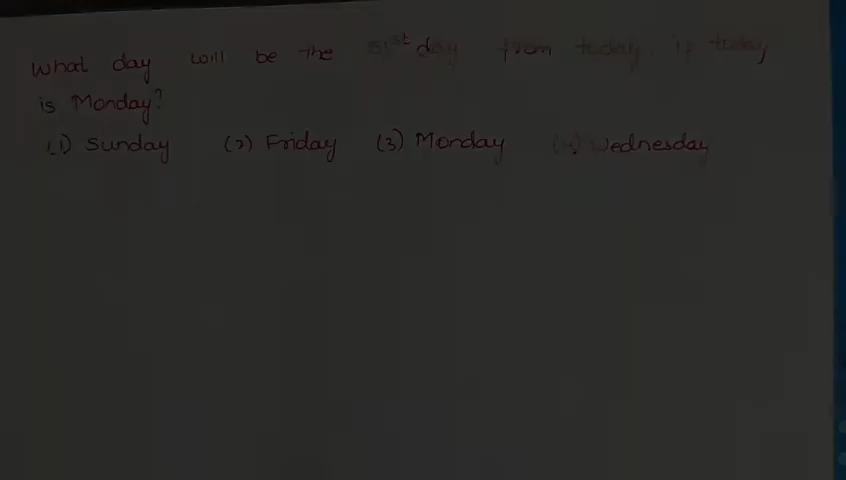 What day will be the 51st day from today, if today
is Monday?
(1) Sunday (2) Friday (3) Monday (4) Wednesday